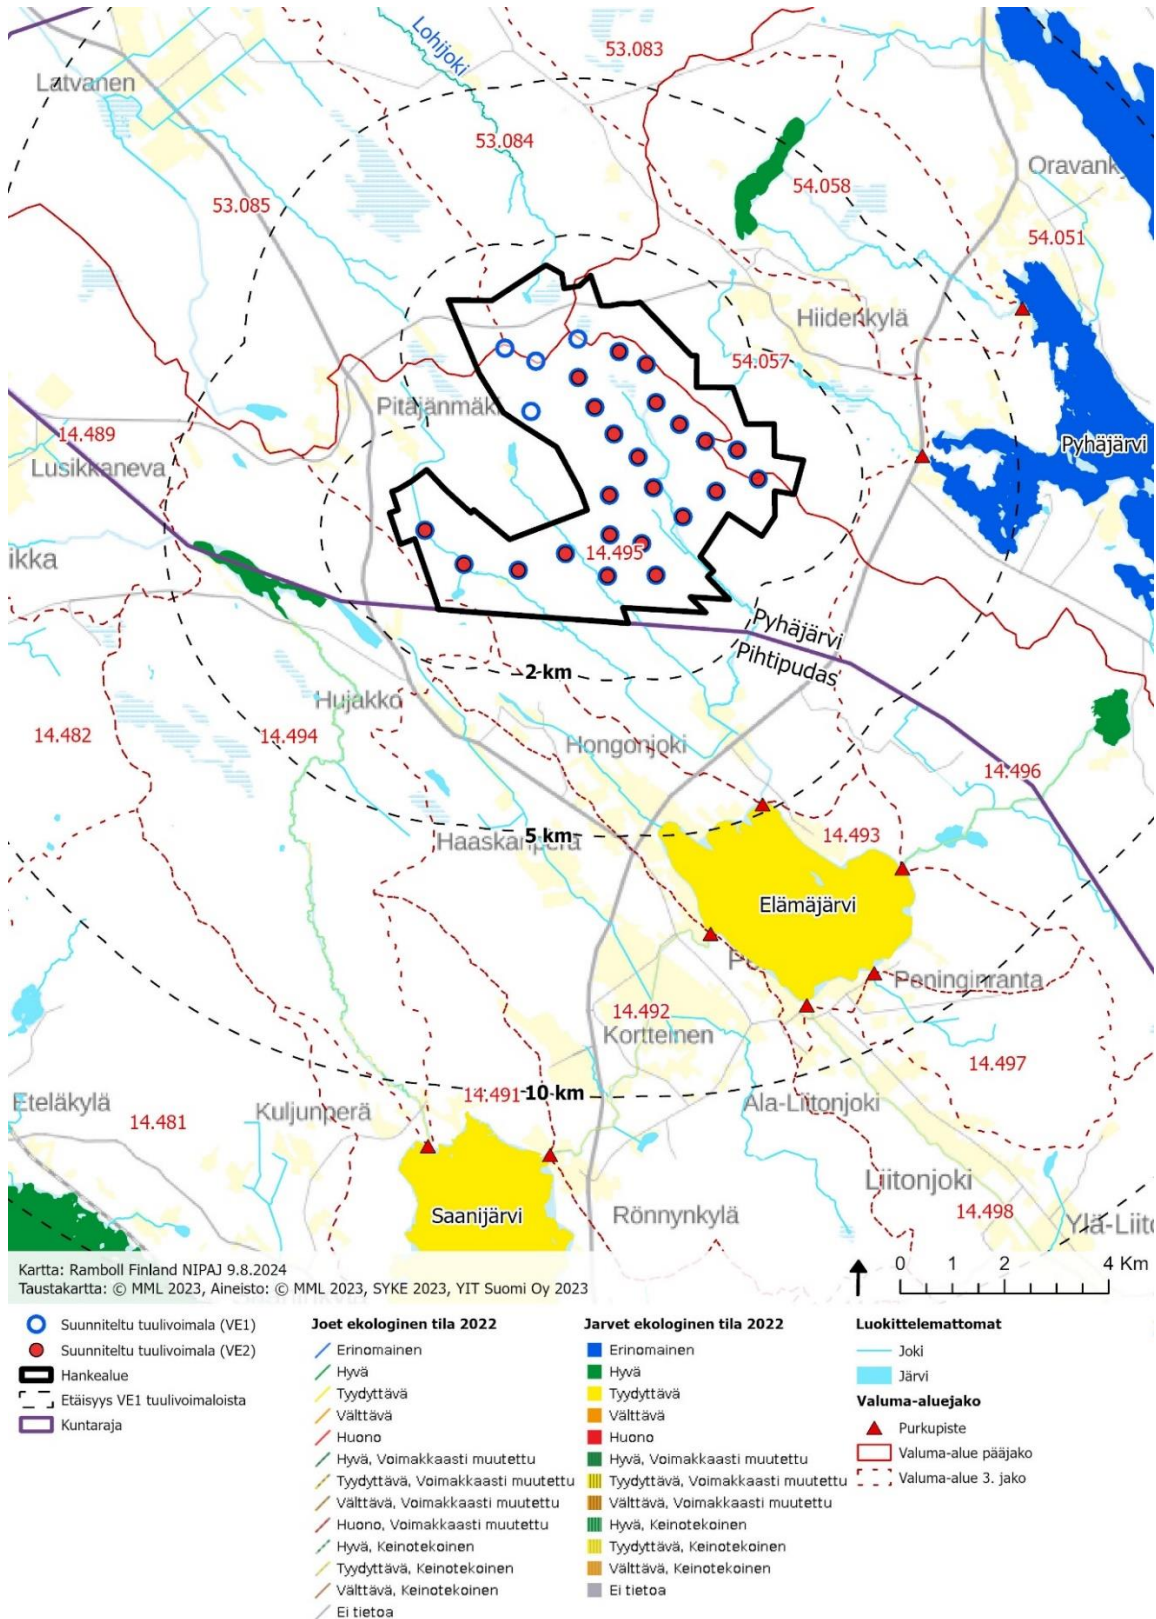 Lohijoki
53.083
Latvanen
53.084
Oravank
54.058
53.085
54.051
Hiidenkylä
54.057
Pitäjänmäki
14.489
Lusikkaneva
Pyhäjärvi
ikka
14.495
Pyhäjärvi
Pihtipudas
2 km
Hujakko
14.482
14.494
Hongonjoki
14.496
5 km
14.493
Haaskanperä
Elämäjärvi
P
Peninginranta
14.492
Kortteinen
14.497
10 km
14.491
Eteläkylä
Kuljunperä
Ala-Liitonjoki
14.481
Liitonjoki
Saanijärvi
Rönnynkylä
14.498
Ylä-Liito
Kartta: Ramboll Finland NIPAJ 9.8.2024
Taustakartta: © MML 2023, Aineisto: © MML 2023, SYKE 2023, YIT Suomi Oy 2023
0 1 2 4 Km
Suunniteltu tuulivoimala (VE1)
Suunniteltu tuulivoimala (VE2)
Hankealue
Etäisyys VE1 tuulivoimaloista
Kuntaraja
Joet ekologinen tila 2022
Erinomainen
Hyvä
Tyydyttävä
Välttävä
Huono
Hyvä, Voimakkaasti muutettu
Tyydyttävä, Voimakkaasti muutettu
Välttävä, Voimakkaasti muutettu
Huono, Voimakkaasti muutettu
Hyvä, Keinotekoinen
Tyydyttävä, Keinotekoinen
Välttävä, Keinotekoinen
Ei tietoa
Jarvet ekologinen tila 2022
Erinomainen
Hyvä
Tyydyttävä
Välttävä
Huono
Hyvä, Voimakkaasti muutettu
Tyydyttävä, Voimakkaasti muutettu
Välttävä, Voimakkaasti muutettu
Hyvä, Keinotekoinen
Tyydyttävä, Keinotekoinen
Välttävä, Keinotekoinen
Ei tietoa
Luokittelemattomat
Joki
Järvi
Valuma-aluejako
Purkupiste
Valuma-alue pääjako
Valuma-alue 3. jako